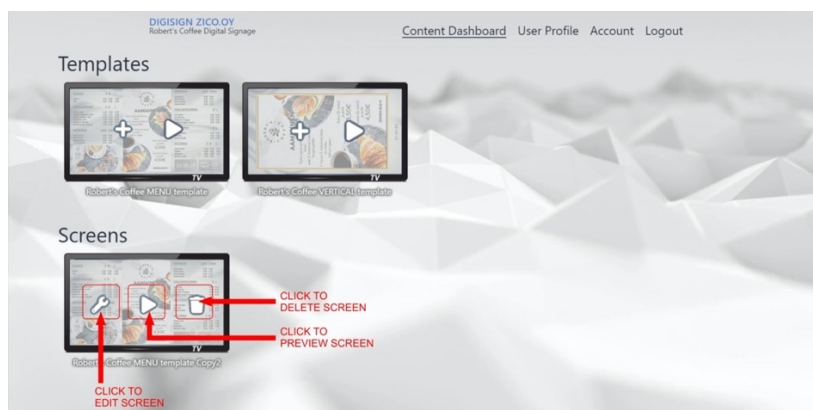 DIGISIGN ZICO.OY
Robert's Coffee Digital Signage
Content Dashboard User Profile Account Logout
Templates
TV
TV
Robert's Coffee MENU template
Robert's Coffee VERTICAL template
Screens
CLICK TO
DELETE SCREEN
CLICK TO
PREVIEW SCREEN
TV
Robert's Coffee MENU template Copy2
CLICK TO
EDIT SCREEN